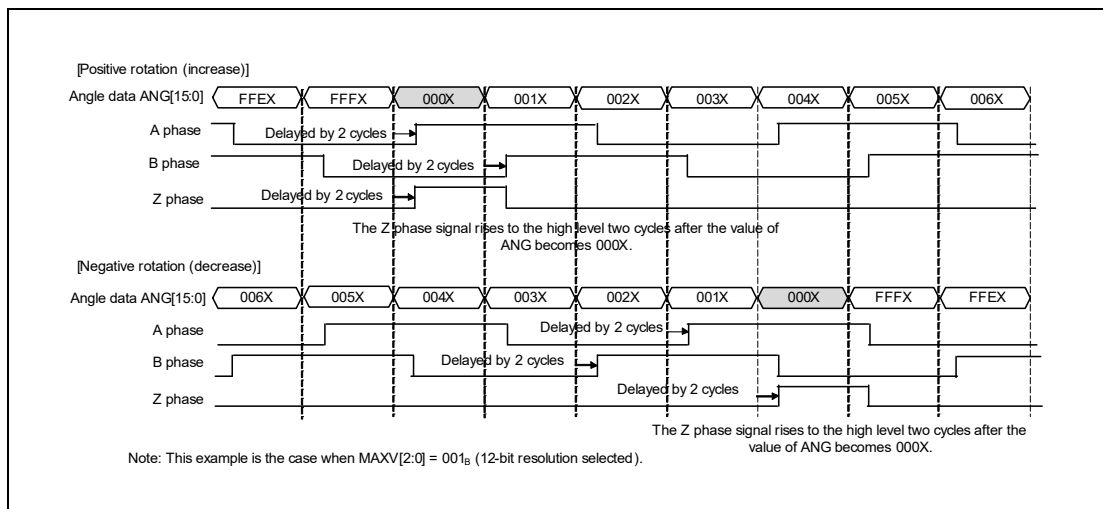 [Positive rotation (increase)]
Angle data ANG[15:0] FFEX FFFX 000X 001X 002X 003X 004X 005X 006X
A phase Delayed by 2 cycles
B phase Delayed by 2 cycles
Z phase Delayed by 2 cycles
The Z phase signal rises to the high level two cycles after the value of
ANG becomes 000X.
[Negative rotation (decrease)]
Angle data ANG[15:0] 006X 005X 004X 003X 002X 001X 000X FFFX FFEX
A phase Delayed by 2 cycles
B phase Delayed by 2 cycles
Z phase Delayed by 2 cycles
The Z phase signal rises to the high level two cycles after the
value of ANG becomes 000X.
Note: This example is the case when MAXV[2:0] = 001B (12-bit resolution selected).